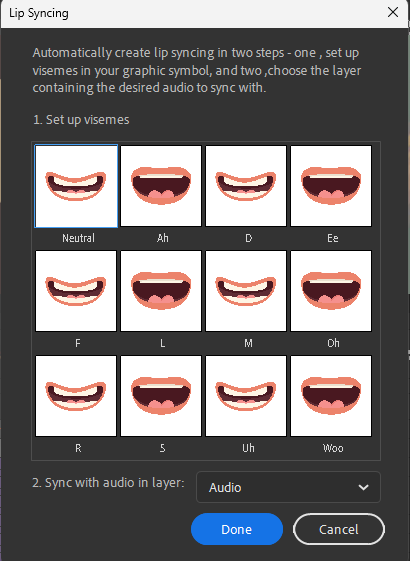 Lip Syncing
Automatically create lip syncing in two steps - one , set up
visemes in your graphic symbol, and two ,choose the layer
containing the desired audio to sync with.
1. Set up visemes
Neutral Ah D Ee
F L M Oh
R S Uh Woo
2. Sync with audio in layer: Audio
Done Cancel